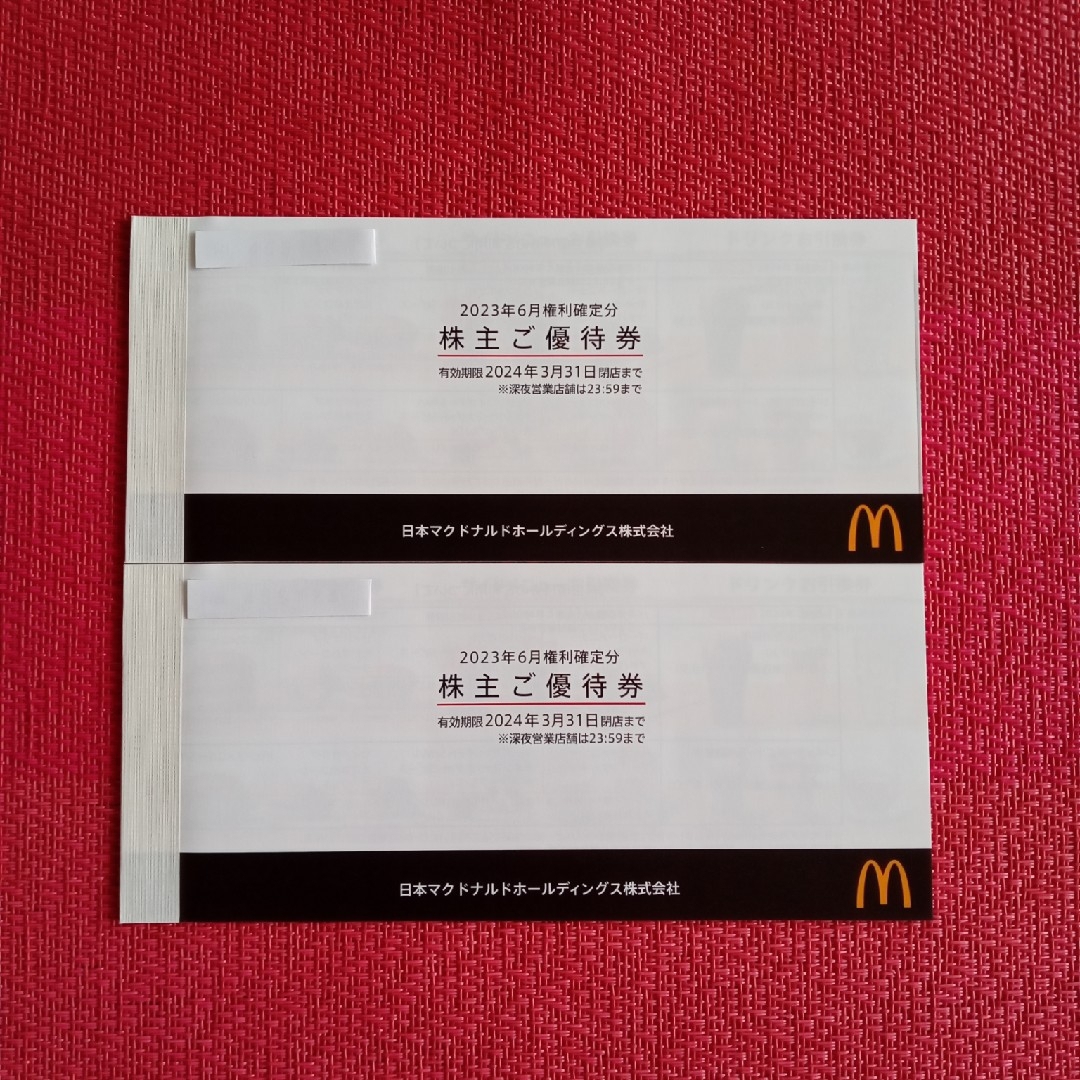 2023年6月権利確定分
株主ご優待券
有効期限2024年3月31日閉店まで
※深夜営業店舗は23:59まで
日本マクドナルドホールディングス株式会社
2023年6月権利確定分
株主ご優待券
有効期限2024年3月31日閉店まで
※深夜営業店舗は23:59まで
日本マクドナルドホールディングス株式会社